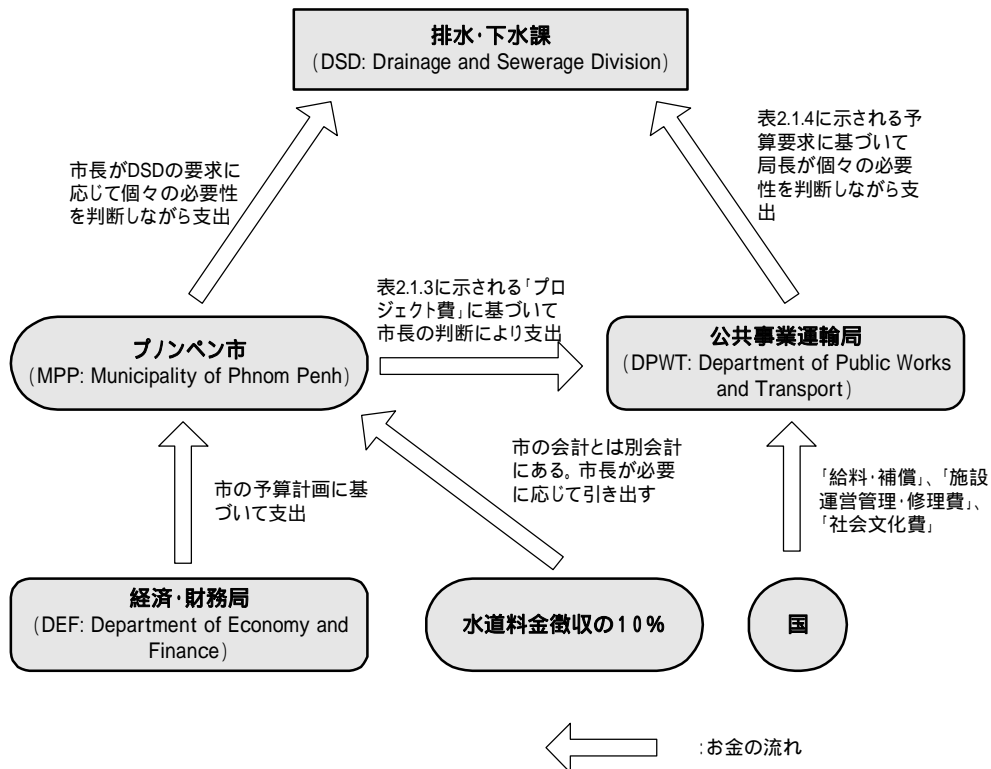 排水･下水課
(DSD: Drainage and Sewerage Division)
市長がDSDの要求に
応じて個々の必要性
を判断しながら支出
表2.1.4に示される予
算要求に基づいて
局長が個々の必要
性を判断しながら支
出
表2.1.3に示される｢プロ
ジェクト費｣に基づいて
市長の判断により支出
プノンペン市
(MPP: Municipality of Phnom Penh)
公共事業運輸局
(DPWT: Department of Public Works
and Transport)
市の予算計画に基
づいて支出
市の会計とは別会計
にある。市長が必要
に応じて引き出す
｢給料･補償｣、｢施設
運営管理･修理費｣、
｢社会文化費｣
経済･財務局
(DEF: Department of Economy and
Finance)
水道料金徴収の10%
国
:お金の流れ